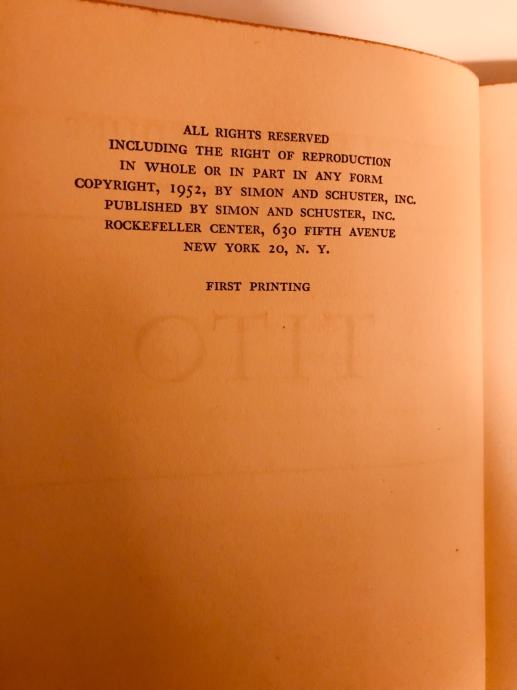 ALL RIGHTS RESERVED
INCLUDING THE RIGHT OF REPRODUCTION
IN WHOLE OR IN PART IN ANY FORM
COPYRIGHT, 1952, BY SIMON AND SCHUSTER, INC.
PUBLISHED BY SIMON AND SCHUSTER, INC.
ROCKEFELLER CENTER, 630 FIFTH AVENUE
NEW YORK 20, N. Y.
FIRST PRINTING
TITO